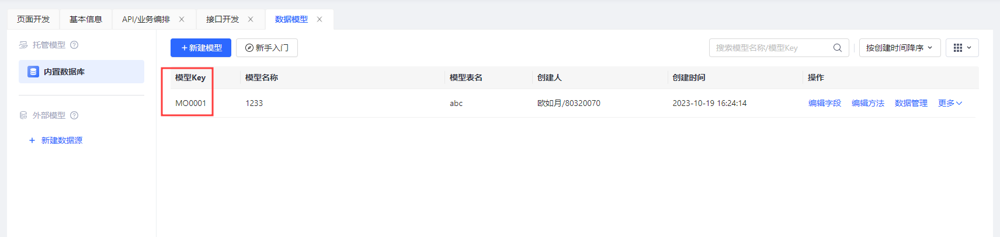 页面开发 基本信息 API/业务编排 接口开发 数据模型
托管模型
内置数据库
外部模型
+ 新建数据源
+新建模型 新手入门 搜索模型名称/模型Key 按创建时间降序
模型Key 模型名称 模型表名 创建人 创建时间 操作
MO0001 1233 abc 欧如月/80320070 2023-10-19 16:24:14 编辑字段 编辑方法 数据管理 更多